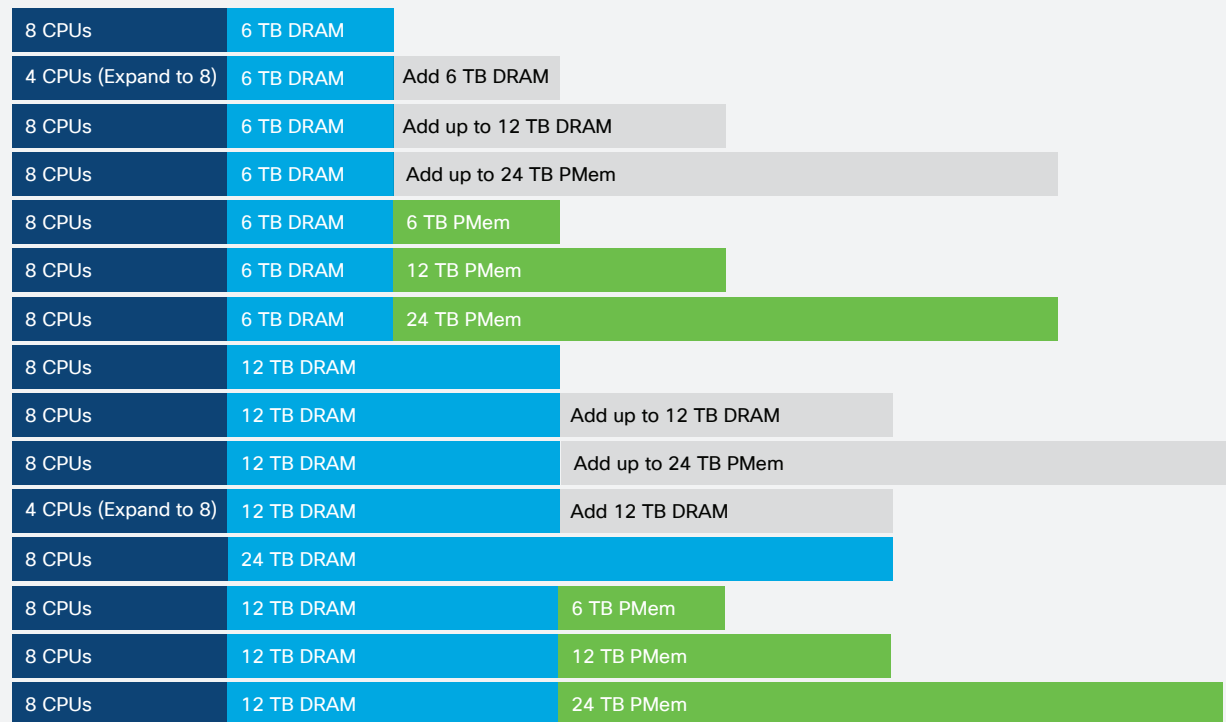 8 CPUs 6 TB DRAM
4 CPUs (Expand to 8) 6 TB DRAM Add 6 TB DRAM
8 CPUs 6 TB DRAM Add up to 12 TB DRAM
8 CPUs 6 TB DRAM Add up to 24 TB PMem
8 CPUs 6 TB DRAM 6 TB PMem
8 CPUs 6 TB DRAM 12 TB PMem
8 CPUs 6 TB DRAM 24 TB PMem
8 CPUs 12 TB DRAM
8 CPUs 12 TB DRAM Add up to 12 TB DRAM
8 CPUs 12 TB DRAM Add up to 24 TB PMem
4 CPUs (Expand to 8) 12 TB DRAM Add 12 TB DRAM
8 CPUs 24 TB DRAM
8 CPUs 12 TB DRAM 6 TB PMem
8 CPUs 12 TB DRAM 12 TB PMem
8 CPUs 12 TB DRAM 24 TB PMem